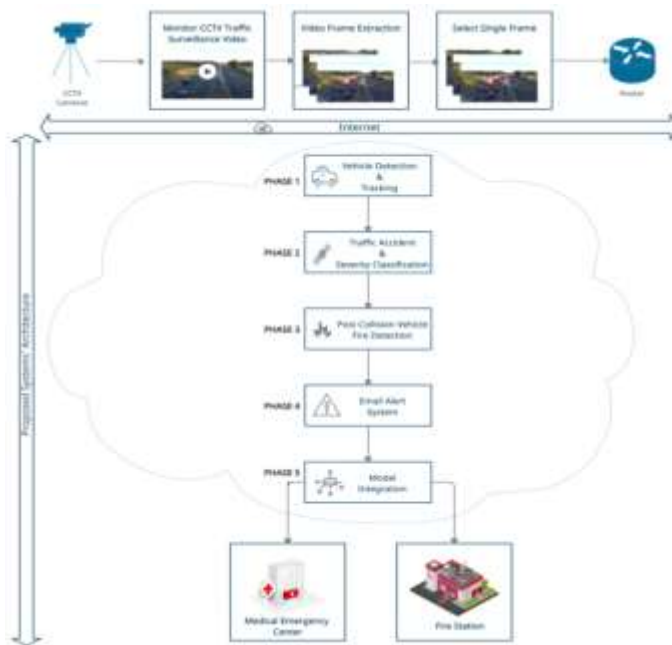 Monitor CCTV Traffic
Surveillance Video
Video Frame Extraction
Select Single Frame
CCTV
Cameras
Router
Internet
Proposed Systems' Architecture
PHASE 1
Vehicle Detection
&
Tracking
PHASE 2
Traffic Accident
&
Severity Classification
PHASE 3
Post-Collision Vehicle
Fire Detection
PHASE 4
Email Alert
System
PHASE 5
Model
Integration
Medical Emergency
Center
Fire Station